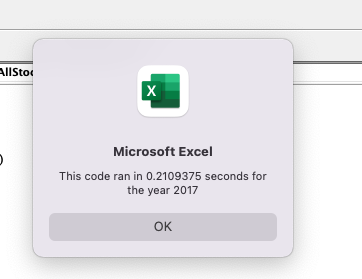 AllStoc
)
X
Microsoft Excel
This code ran in 0.2109375 seconds for
the year 2017
OK